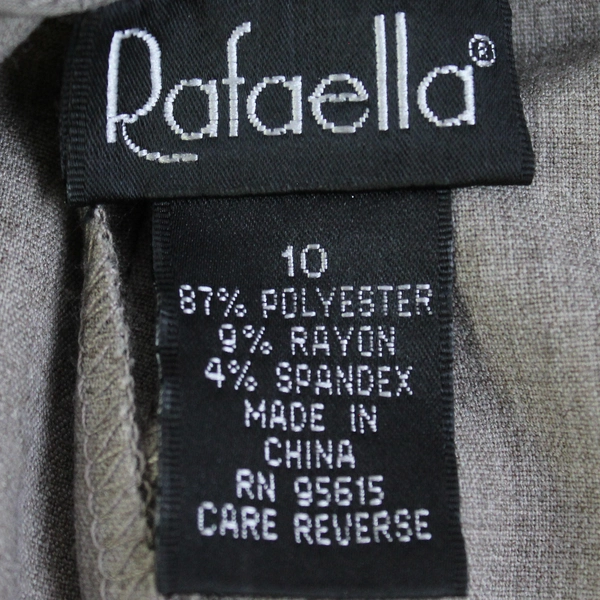 Rafaella®
10
87% POLYESTER
9% RAYON
4% SPANDEX
MADE IN
CHINA
RN 95615
CARE REVERSE